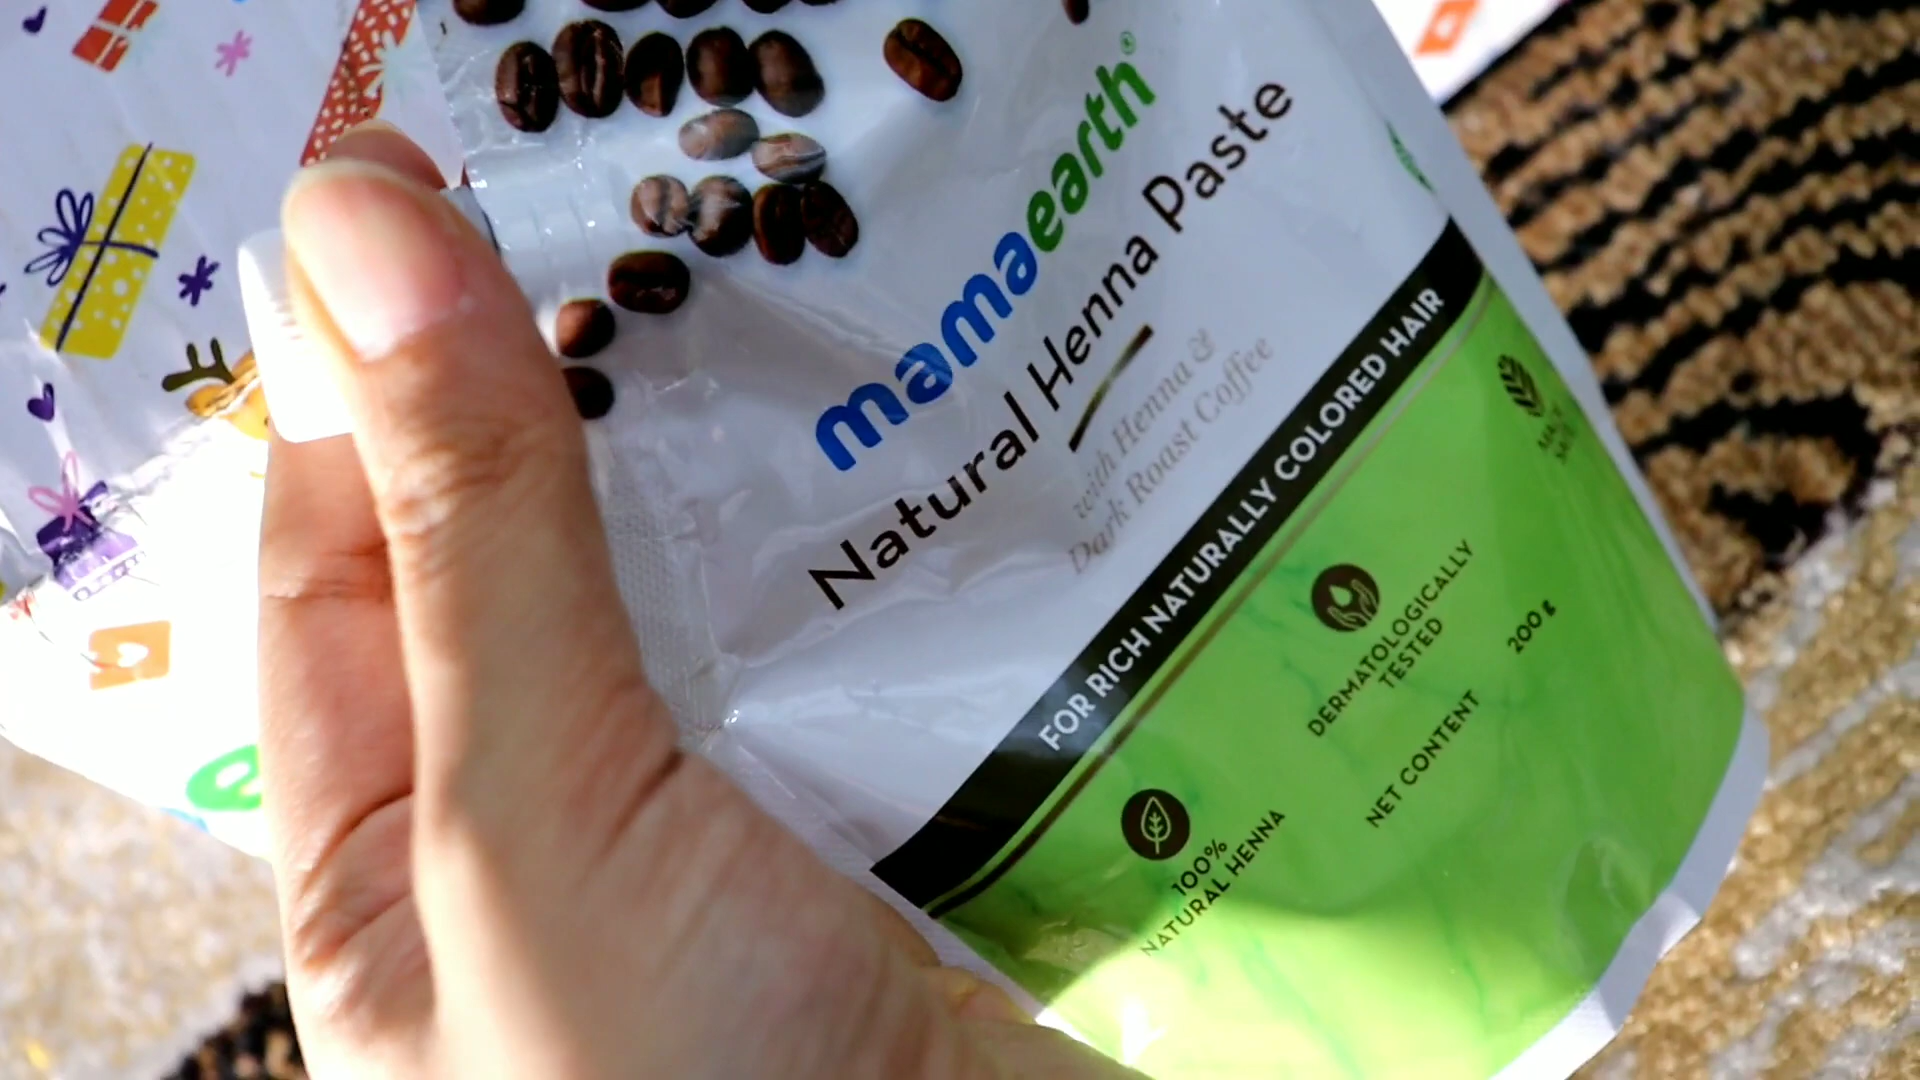 mamaearth®
Natural Henna Paste
with Henna &
Dark Roast Coffee
FOR RICH NATURALLY COLORED HAIR
DERMATOLOGICALLY
TESTED
100%
NATURAL HENNA
NET CONTENT
200 g